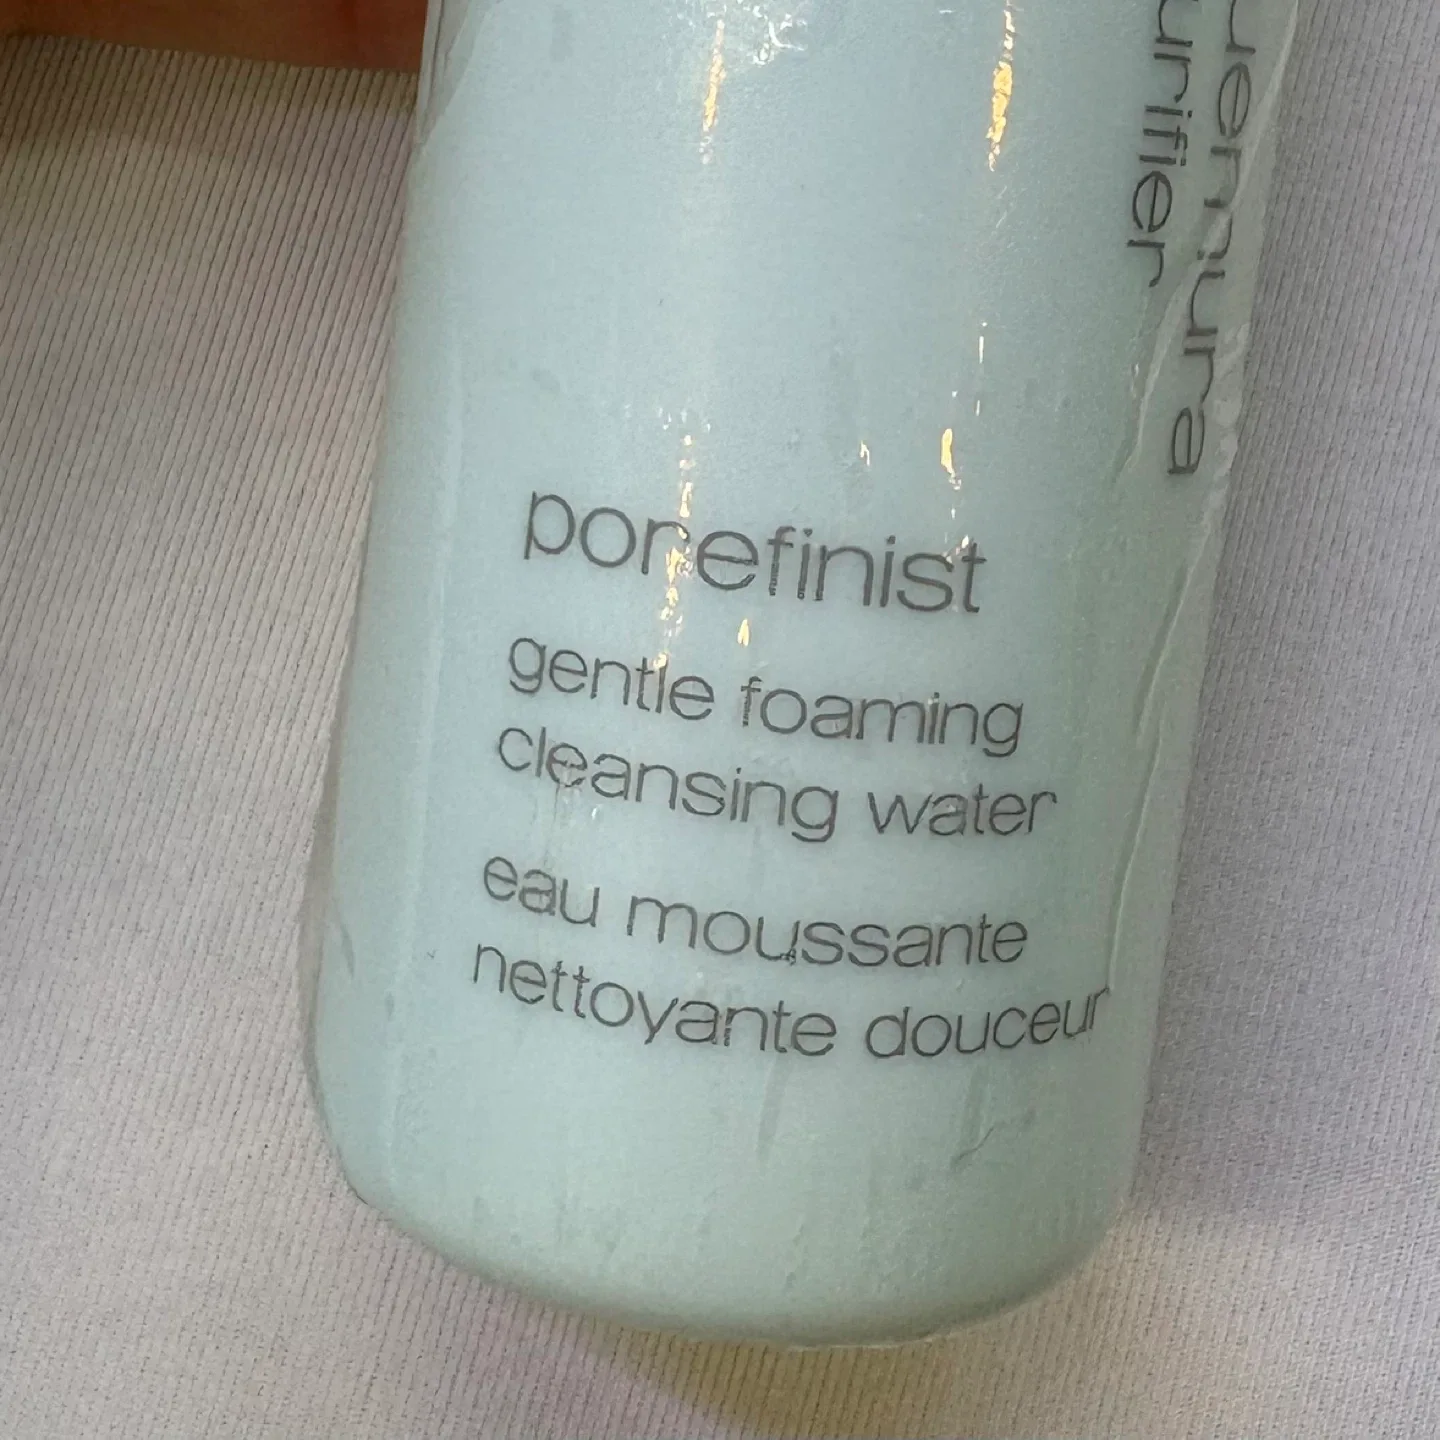 porefinist
gentle foaming
cleansing water
eau moussante
nettoyante douceur